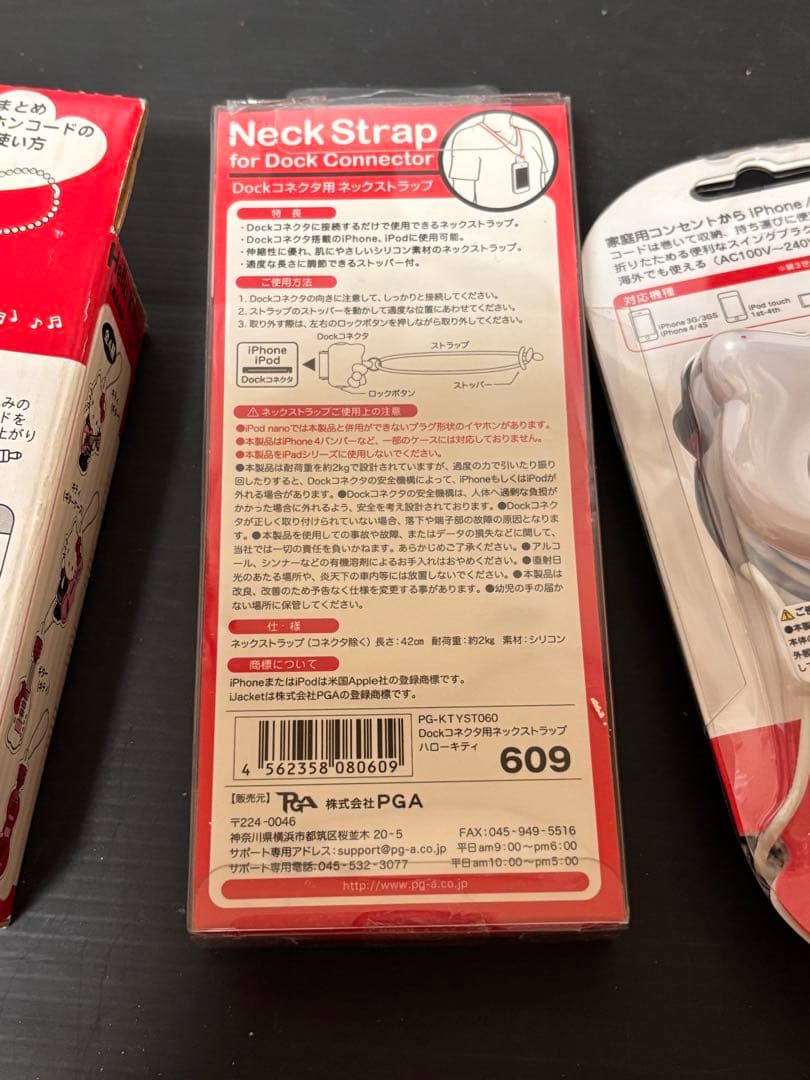 まとめ
ホンコードの
使い方
Neck Strap
for Dock Connector
Dockコネクタ用 ネックストラップ
特長
・Dockコネクタに接続するだけで使用できるネックストラップ。
・Dockコネクタ搭載のiPhone、iPodに使用可能。
・伸縮性に優れ、肌にやさしいシリコン素材のネックストラップ。
・適度な長さに調節できるストッパー付。
ご使用方法
1. Dockコネクタの向きに注意して、しっかりと接続してください。
2. ストラップのストッパーを動かして適度な位置にあわせてください。
3. 取り外す際は、左右のロックボタンを押しながら取り外してください。
Dockコネクタ
ストラップ
iPhone
iPod
Dockコネクタ
ロックボタン
ストッパー
⚠ネックストラップご使用上の注意
●iPod nanoでは本製品と併用ができないプラグ形状のイヤホンがあります。
●本製品はiPhone 4バンパーなど、一部のケースには対応しておりません。
●本製品をiPadシリーズに使用しないでください。
●本製品は耐荷重を約2kgで設計されていますが、過度の力で引いたり振り
回したりすると、Dockコネクタの安全機構によって、iPhoneもしくはiPodが
外れる場合があります。●Dockコネクタの安全機構は、人体へ過剰な負担が
かかった場合に外れるよう、安全を考え設計されております。●Dockコネク
タが正しく取り付けられていない場合、落下や端子部の故障の原因となりま
す。●本製品を使用しての事故や故障、またはデータの損失などに関して、
当社では一切の責任を負いかねます。あらかじめご了承ください。●アルコ
ール、シンナーなどの有機溶剤によるお手入れはおやめください。●直射日
光のあたる場所や、炎天下の車内等には放置しないでください。●本製品は
改良、改善のため予告なく仕様を変更する事があります。●幼児の手の届か
ない場所に保管してください。
仕・様
ネックストラップ(コネクタ除く) 長さ:42cm 耐荷重:約2kg 素材:シリコン
商標について
iPhoneまたはiPodは米国Apple社の登録商標です。
iJacketは株式会社PGAの登録商標です。
4 562358 080609
PG-KTYST060
Dockコネクタ用ネックストラップ
ハローキティ
609
【販売元】 PGA 株式会社PGA
〒224-0046
神奈川県横浜市都筑区桜並木 20-5 FAX:045-949-5516
サポート専用アドレス:support@pg-a.co.jp 平日am9:00〜pm6:00
サポート専用電話:045-532-3077 平日am10:00〜pm5:00
http://www.pg-a.co.jp
家庭用コンセントから iPhone /
コードは巻いて収納、持ち運びに便
折りたためる便利なスイングプラグ
海外でも使える (AC100V〜240V
対応機種
iPhone 3G/3GS
iPhone 4/4S
iPod touch
1st-4th